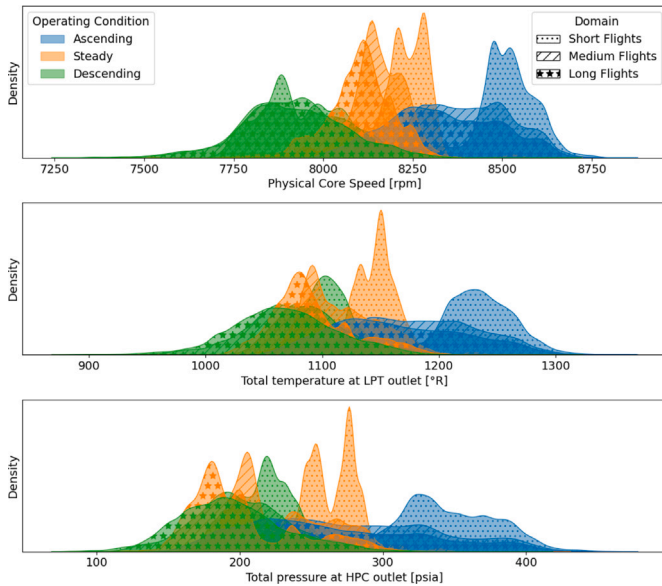 Operating Condition
Ascending
Steady
Descending
Domain
Short Flights
Medium Flights
Long Flights
Density
7250 7500 7750 8000 8250 8500 8750
Physical Core Speed [rpm]
Density
900 1000 1100 1200 1300
Total temperature at LPT outlet [°R]
Density
100 200 300 400
Total pressure at HPC outlet [psia]